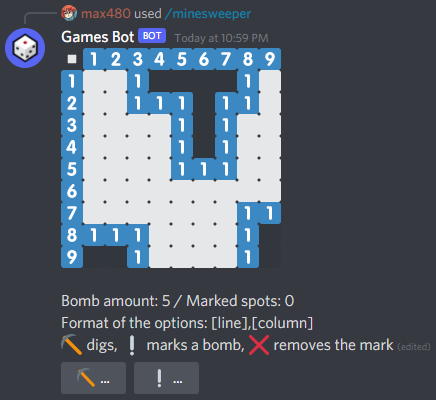 max480 used /minesweeper
Games Bot BOT Today at 10:59 PM
1 2 3 4 5 6 7 8 9
1 1 1
2 1 1 1 1 1
3 1 1
4 1 1
5 1 1 1
6
7 1 1
8 1 1 1 1
9 1 1
Bomb amount: 5 / Marked spots: 0
Format of the options: [line],[column]
digs, marks a bomb, removes the mark (edited)
... ...